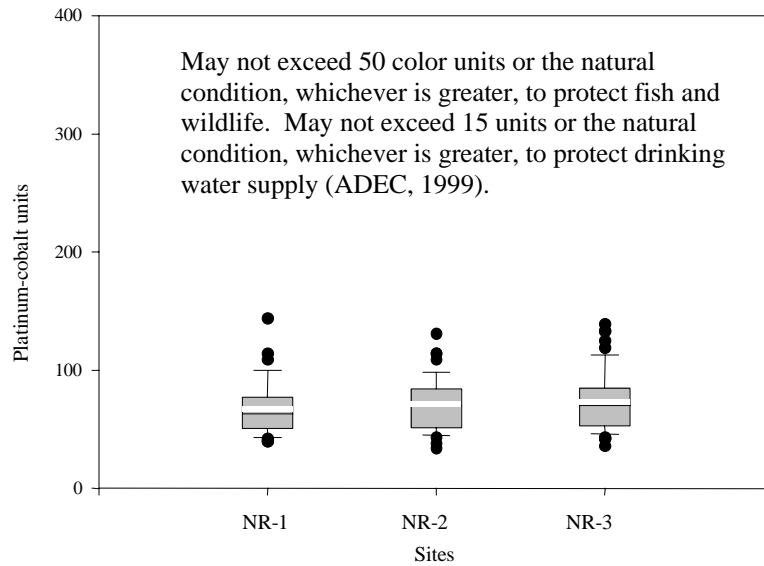 400
May not exceed 50 color units or the natural
condition, whichever is greater, to protect fish and
wildlife.  May not exceed 15 units or the natural
condition, whichever is greater, to protect drinking
water supply (ADEC, 1999).
300
200
100
0
Platinum-cobalt units
NR-1 NR-2 NR-3
Sites